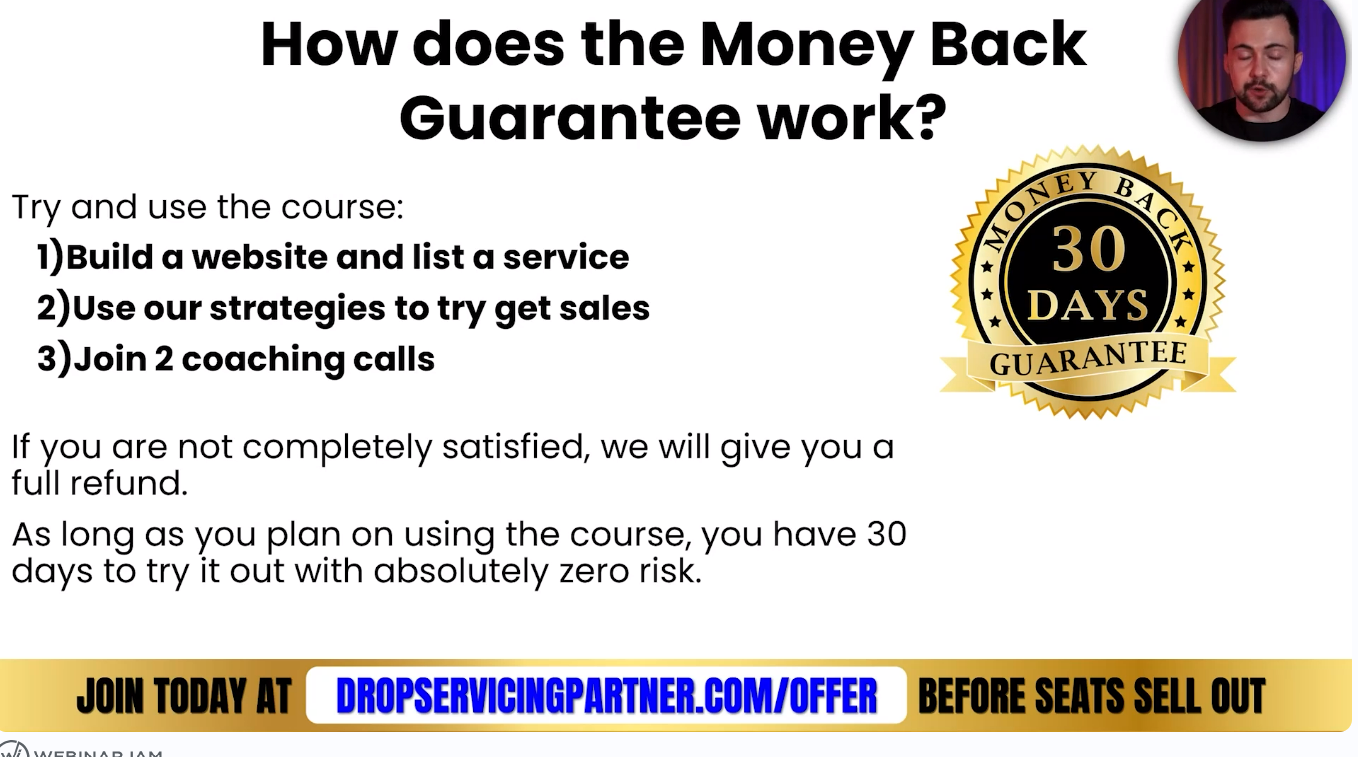 How does the Money Back
Guarantee work?
Try and use the course:
1)Build a website and list a service
2)Use our strategies to try get sales
3)Join 2 coaching calls
MONEY BACK
30
DAYS
GUARANTEE
If you are not completely satisfied, we will give you a
full refund.
As long as you plan on using the course, you have 30
days to try it out with absolutely zero risk.
JOIN TODAY AT DROPSERVICINGPARTNER.COM/OFFER BEFORE SEATS SELL OUT
WEBINARJAM